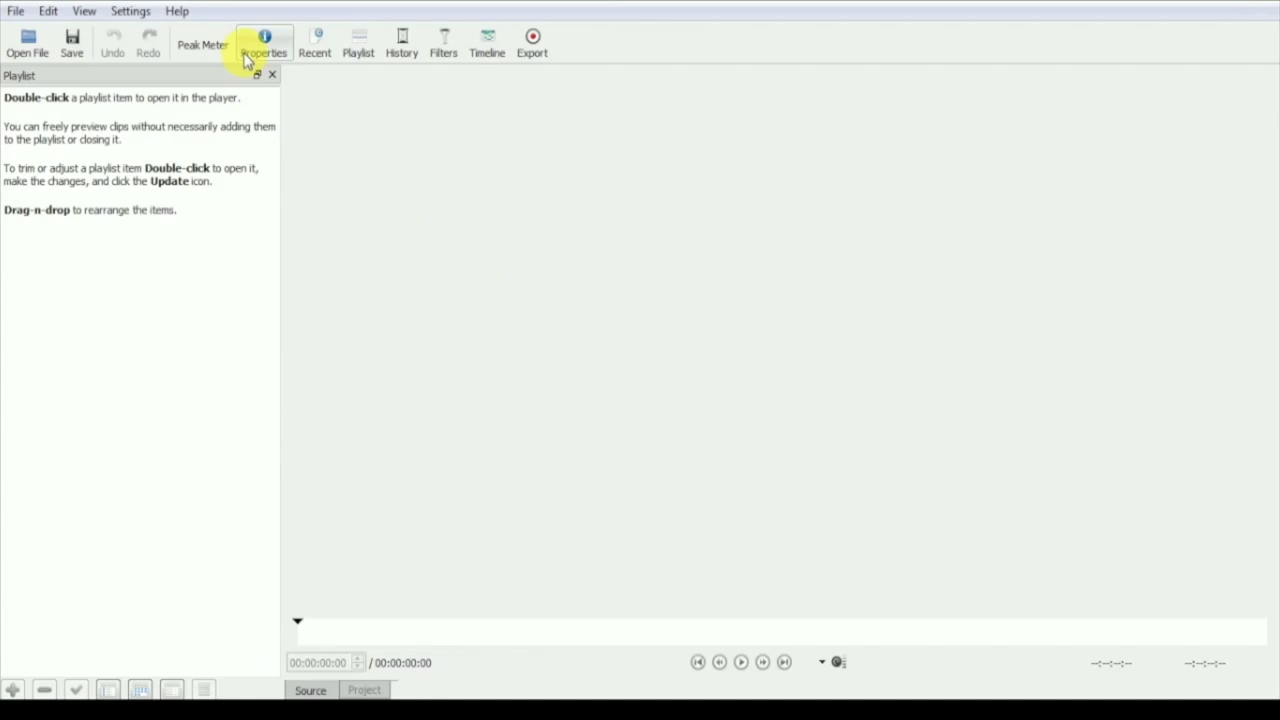 File Edit View Settings Help
Open File Save Undo Redo Peak Meter Properties Recent Playlist History Filters Timeline Export
Playlist
Double-click a playlist item to open it in the player.
You can freely preview clips without necessarily adding them
to the playlist or closing it.
To trim or adjust a playlist item Double-click to open it,
make the changes, and click the Update icon.
Drag-n-drop to rearrange the items.
00:00:00:00 / 00:00:00:00 --:--:--:-- --:--:--:--
Source Project